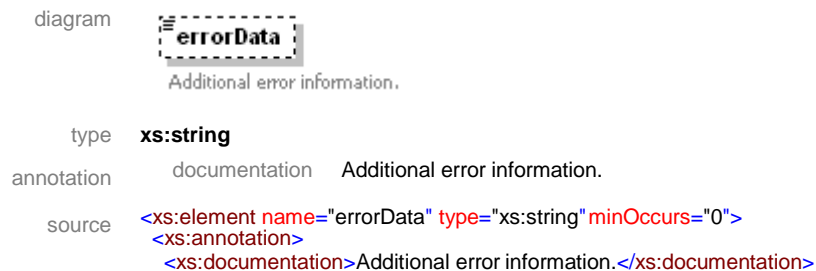 diagram
errorData
Additional error information.
type xs:string
annotation documentation Additional error information.
source <xs:element name="errorData" type="xs:string"minOccurs="0">
<xs:annotation>
<xs:documentation>Additional error information.</xs:documentation>